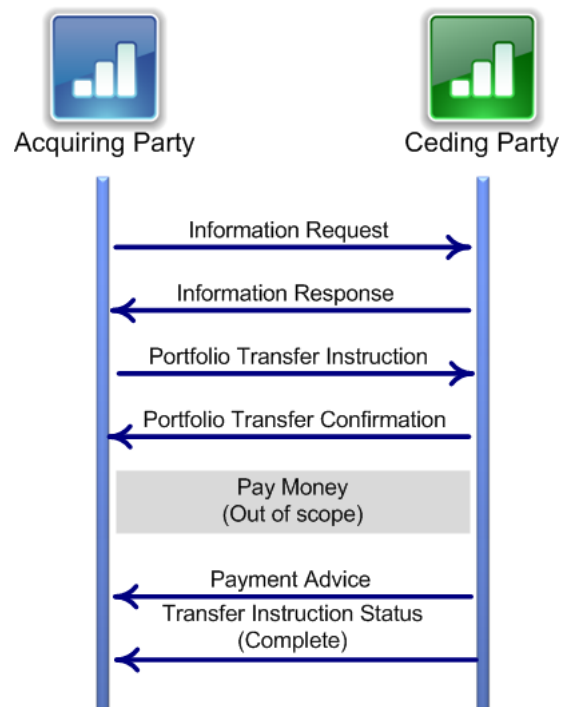 Acquiring Party
Ceding Party
Information Request
Information Response
Portfolio Transfer Instruction
Portfolio Transfer Confirmation
Pay Money
(Out of scope)
Payment Advice
Transfer Instruction Status
(Complete)